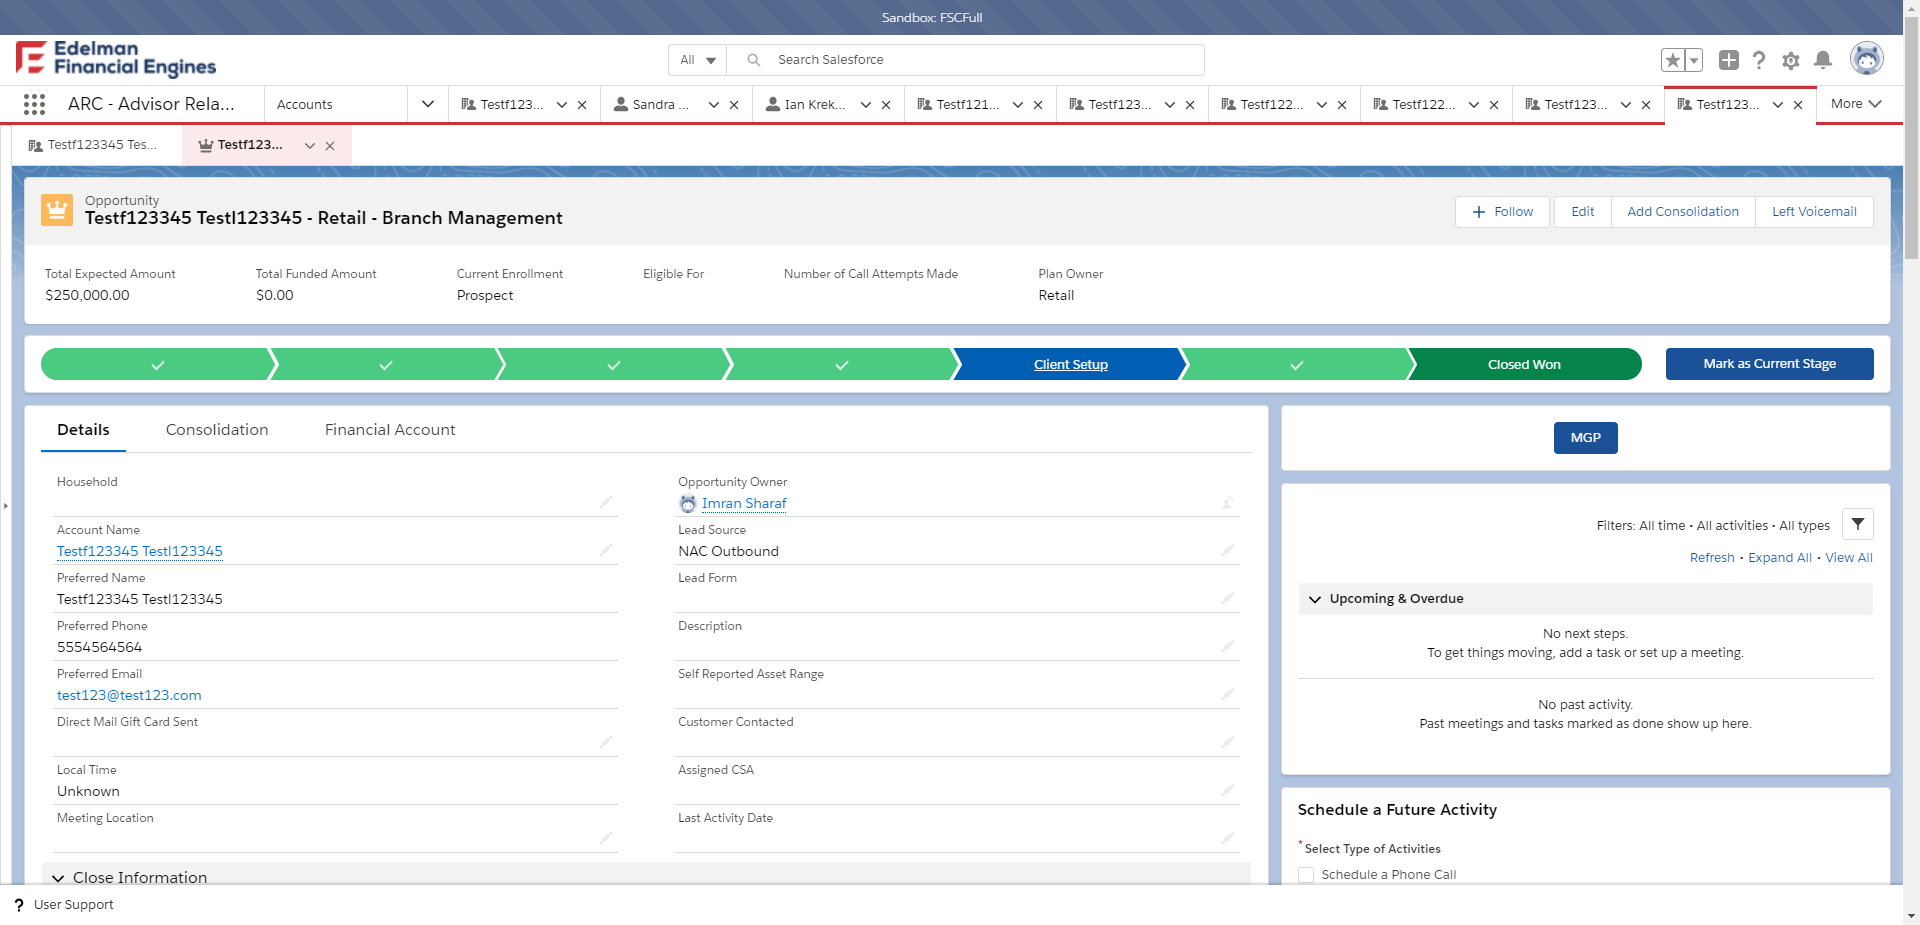 Sandbox: FSCFull
Edelman
Financial Engines
All
Search Salesforce
ARC - Advisor Rela...
Accounts
Testf123...
Sandra ...
Ian Krek...
Testf121...
Testf123...
Testf122...
Testf122...
Testf123...
Testf123...
More
Testf123345 Tes...
Testf123...
Opportunity
Testf123345 Testl123345 - Retail - Branch Management
Follow
Edit
Add Consolidation
Left Voicemail
Total Expected Amount
$250,000.00
Total Funded Amount
$0.00
Current Enrollment
Prospect
Eligible For
Number of Call Attempts Made
Plan Owner
Retail
Client Setup
Closed Won
Mark as Current Stage
Details
Consolidation
Financial Account
Household
Account Name
Testf123345 Testl123345
Preferred Name
Testf123345 Testl123345
Preferred Phone
5554564564
Preferred Email
test123@test123.com
Direct Mail Gift Card Sent
Local Time
Unknown
Meeting Location
Opportunity Owner
Imran Sharaf
Lead Source
NAC Outbound
Lead Form
Description
Self Reported Asset Range
Customer Contacted
Assigned CSA
Last Activity Date
Close Information
MGP
Filters: All time • All activities • All types
Refresh • Expand All • View All
Upcoming & Overdue
No next steps.
To get things moving, add a task or set up a meeting.
No past activity.
Past meetings and tasks marked as done show up here.
Schedule a Future Activity
*Select Type of Activities
Schedule a Phone Call
? User Support